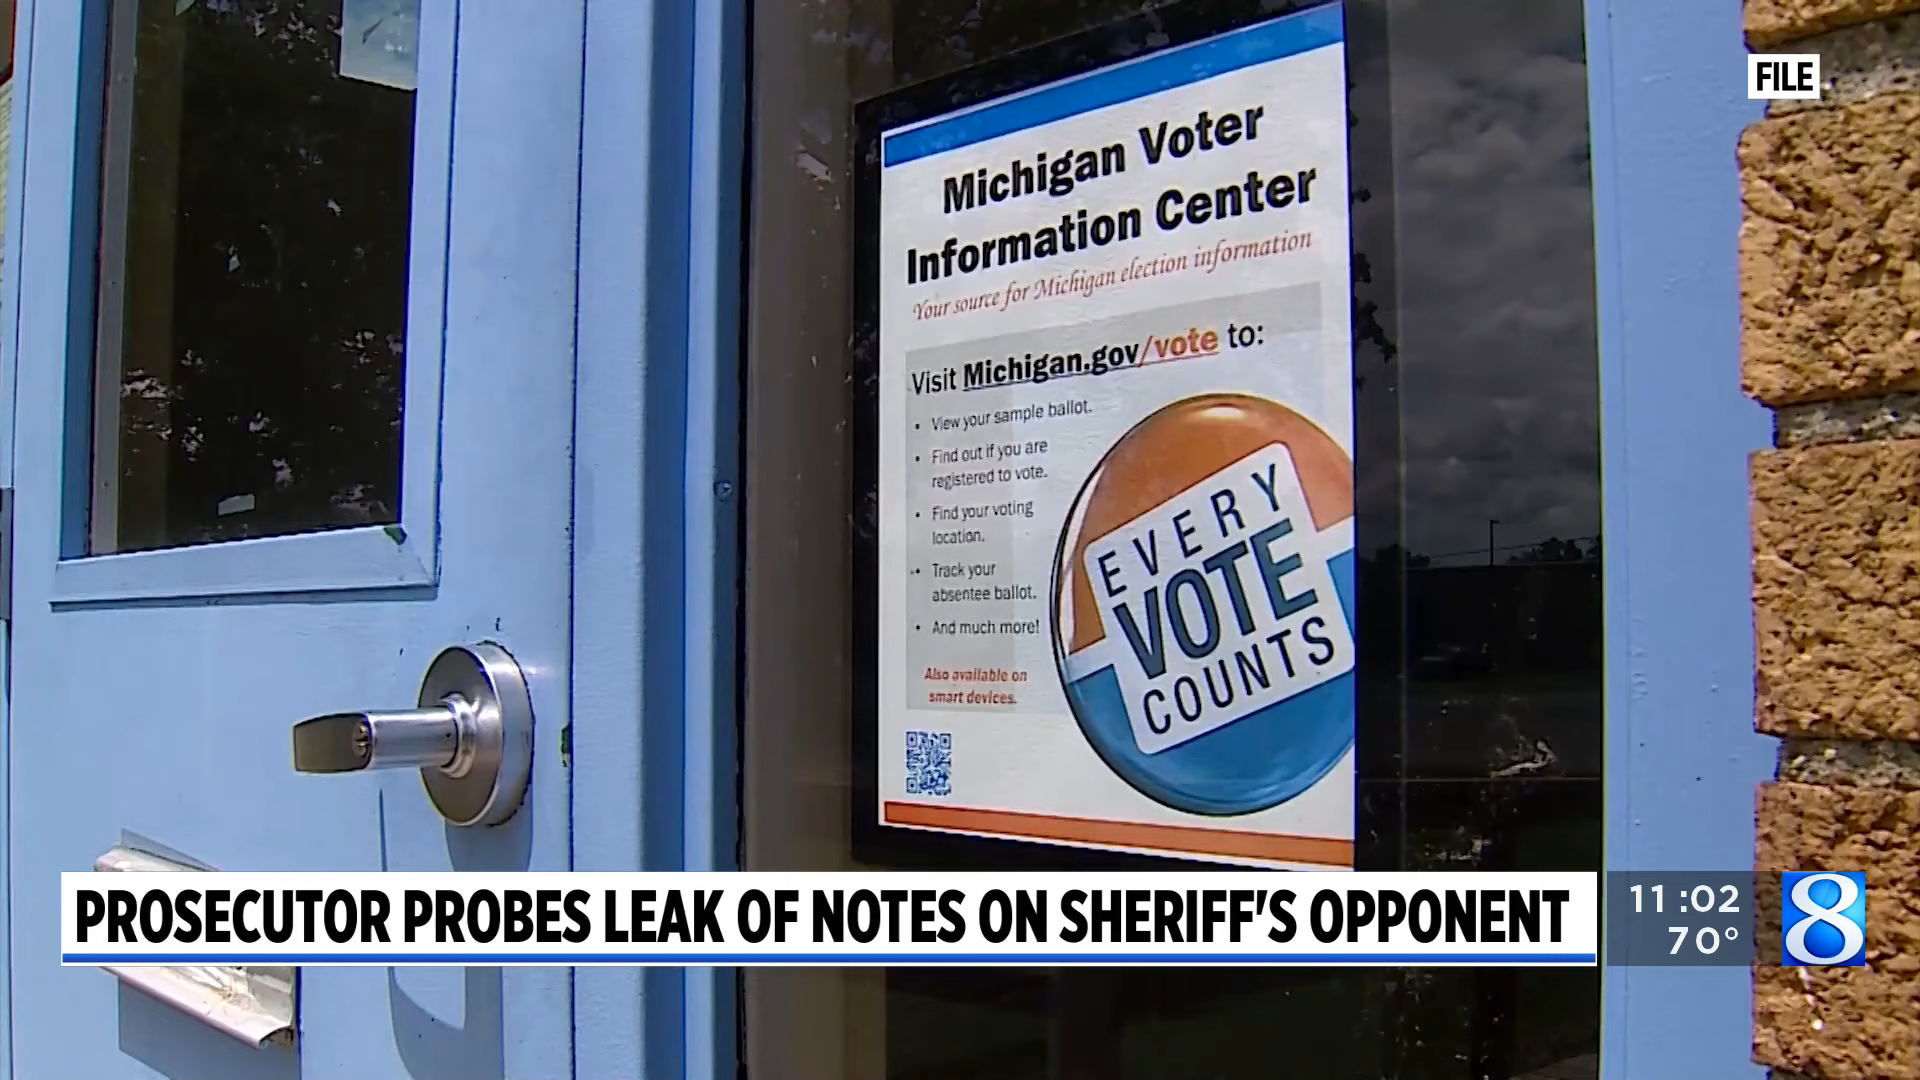 FILE
Michigan Voter
Information Center
Your source for Michigan election information
Visit Michigan.gov/vote to:
• View your sample ballot.
• Find out if you are
registered to vote.
• Find your voting
location.
• Track your
absentee ballot.
• And much more!
Also available on
smart devices.
EVERY
VOTE
COUNTS
PROSECUTOR PROBES LEAK OF NOTES ON SHERIFF'S OPPONENT
11:02
70°
8